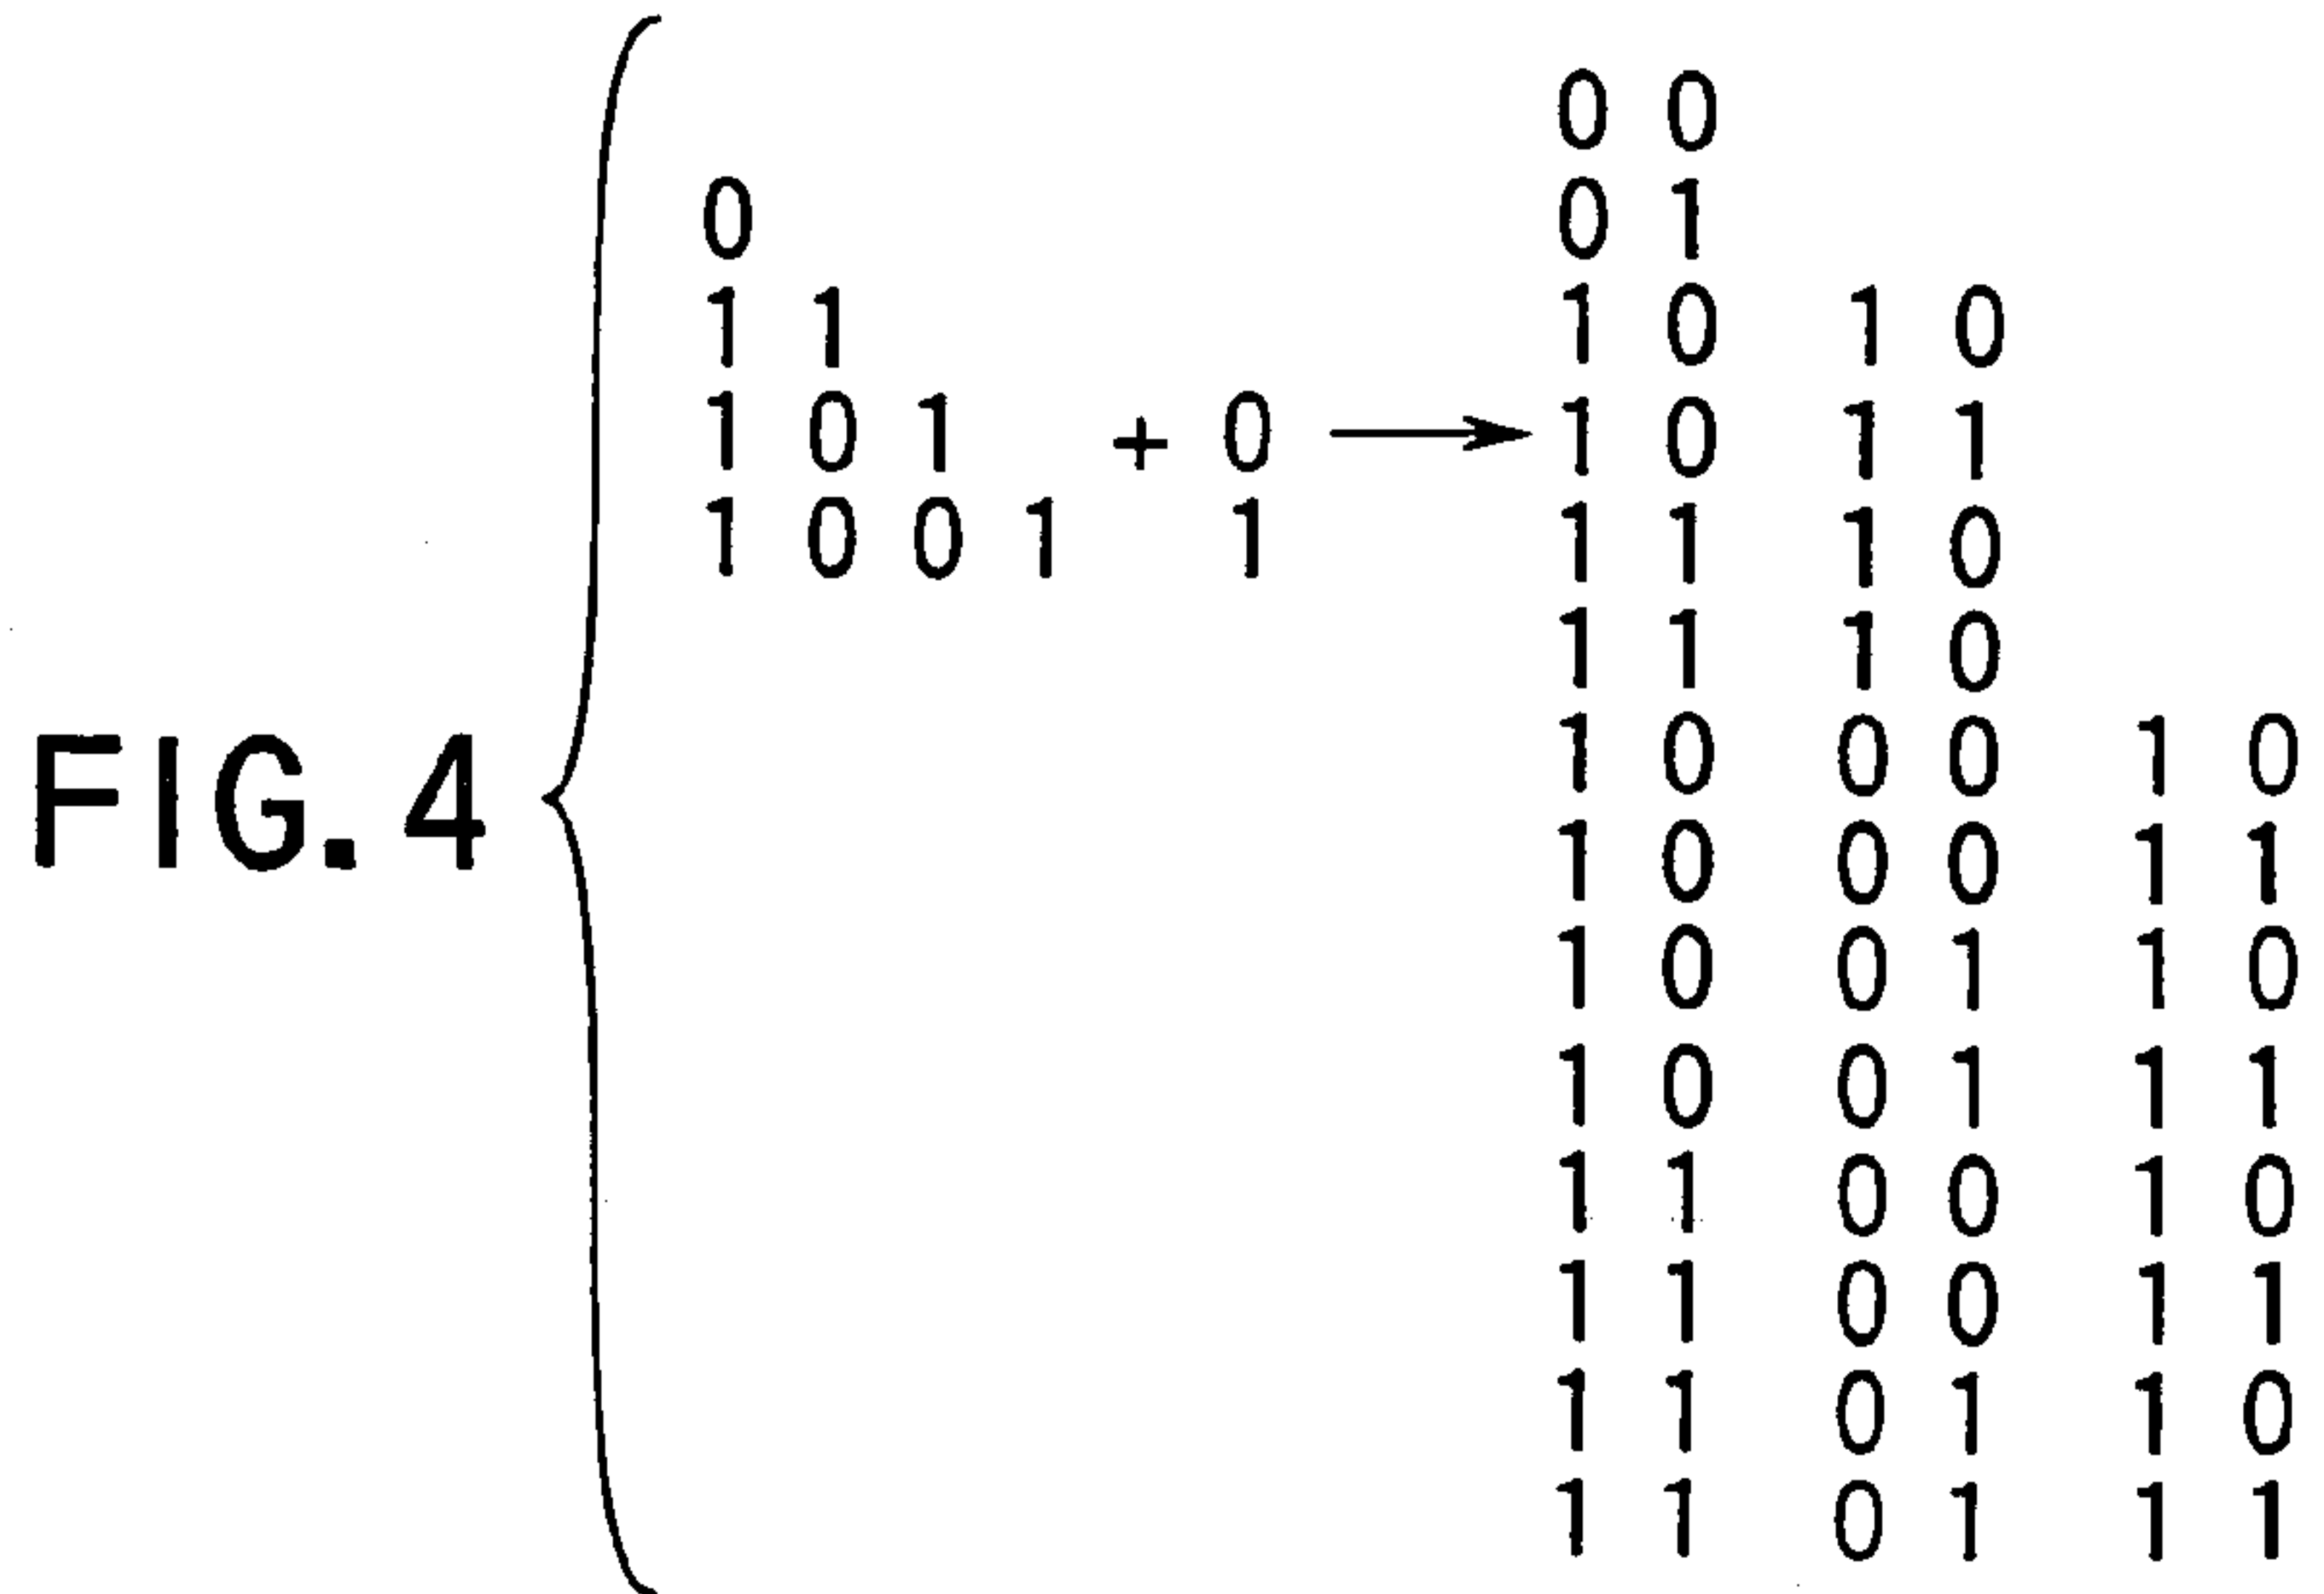 0 0
0 0 1
1 1 1 0 1 0
1 0 1 + 0 → 1 0 1 1
1 0 0 1 1 1 1 1 0
1 1 1 0
FIG. 4 1 0 0 0 1 0
1 0 0 0 1 1
1 0 0 1 1 0
1 0 0 1 1 1
1 1 0 0 1 0
1 1 0 0 1 1
1 1 0 1 1 0
1 1 0 1 1 1